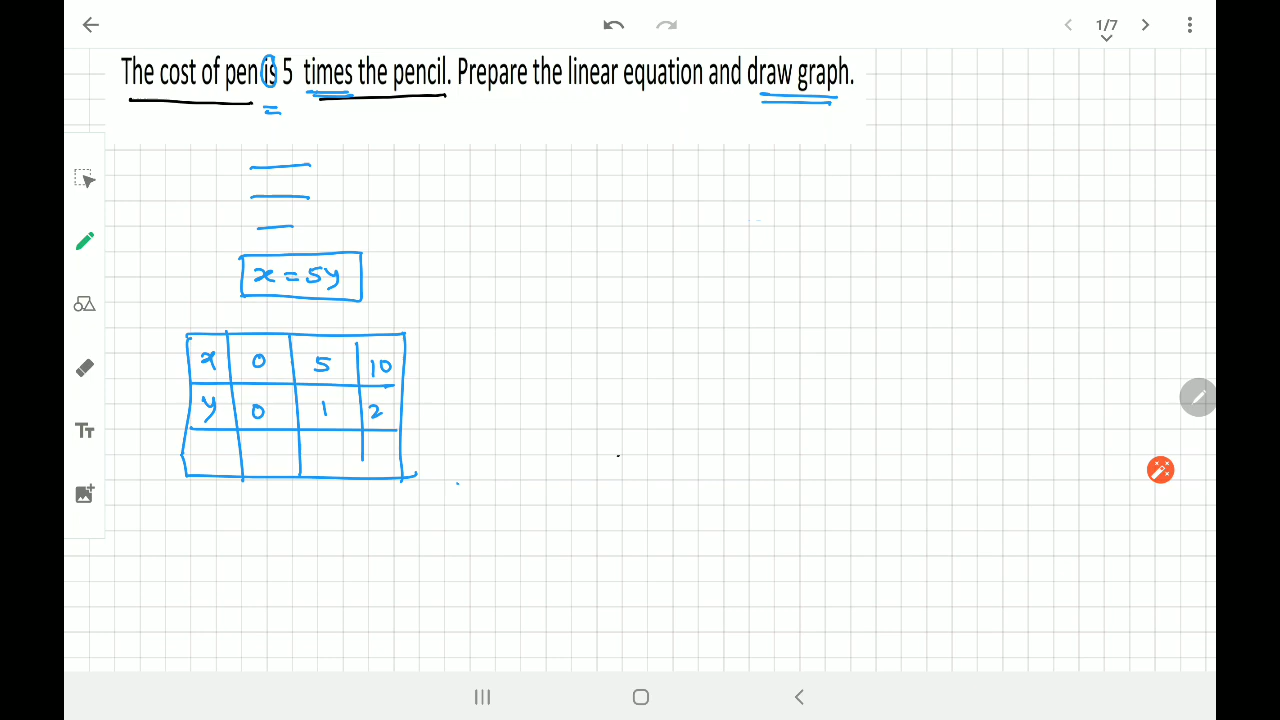 1/7
The cost of pen is 5 times the pencil. Prepare the linear equation and draw graph.
=
x = 5y
x 0 5 10
y 0 1 2
Tт